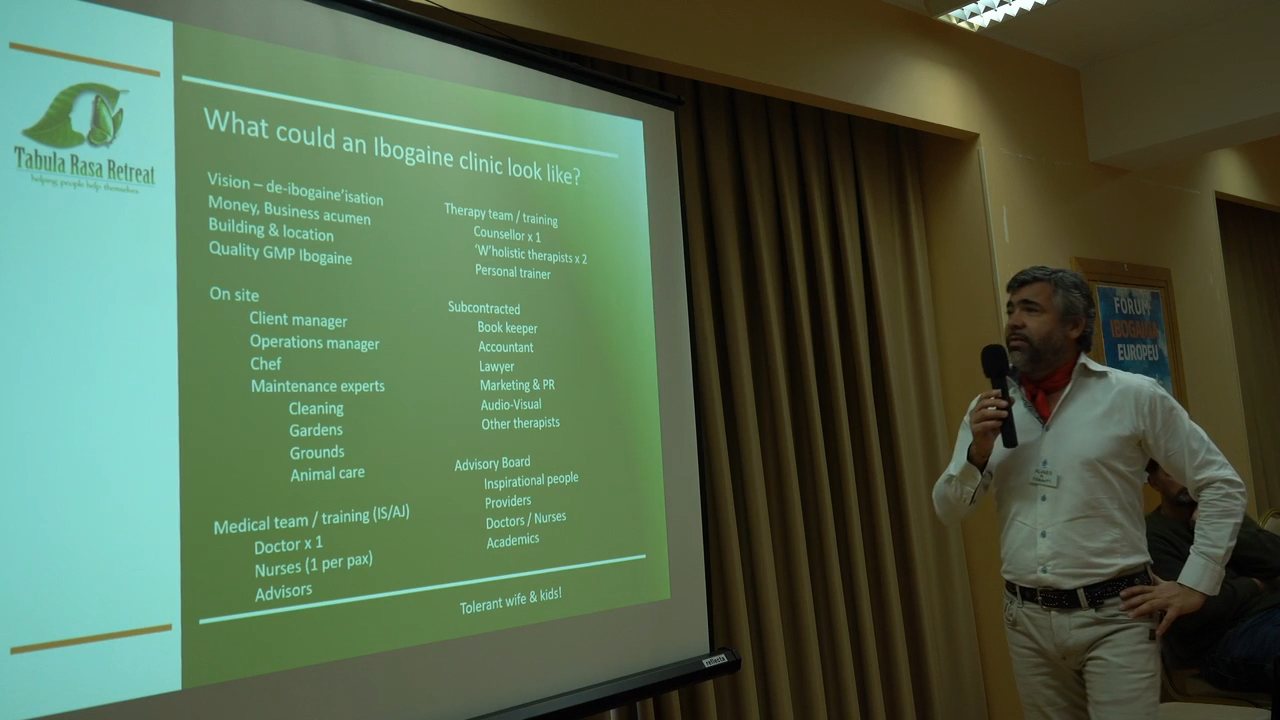 Tabula Rasa Retreat
helping people help themselves
What could an Ibogaine clinic look like?
Vision – de-ibogaine'isation
Money, Business acumen
Building & location
Quality GMP Ibogaine
On site
Client manager
Operations manager
Chef
Maintenance experts
Cleaning
Gardens
Grounds
Animal care
Medical team / training (IS/AJ)
Doctor x 1
Nurses (1 per pax)
Advisors
Therapy team / training
Counsellor x 1
'W'holistic therapists x 2
Personal trainer
Subcontracted
Book keeper
Accountant
Lawyer
Marketing & PR
Audio-Visual
Other therapists
Advisory Board
Inspirational people
Providers
Doctors / Nurses
Academics
Tolerant wife & kids!
reflecta
FORUM
IBOGAINA
EUROPEU